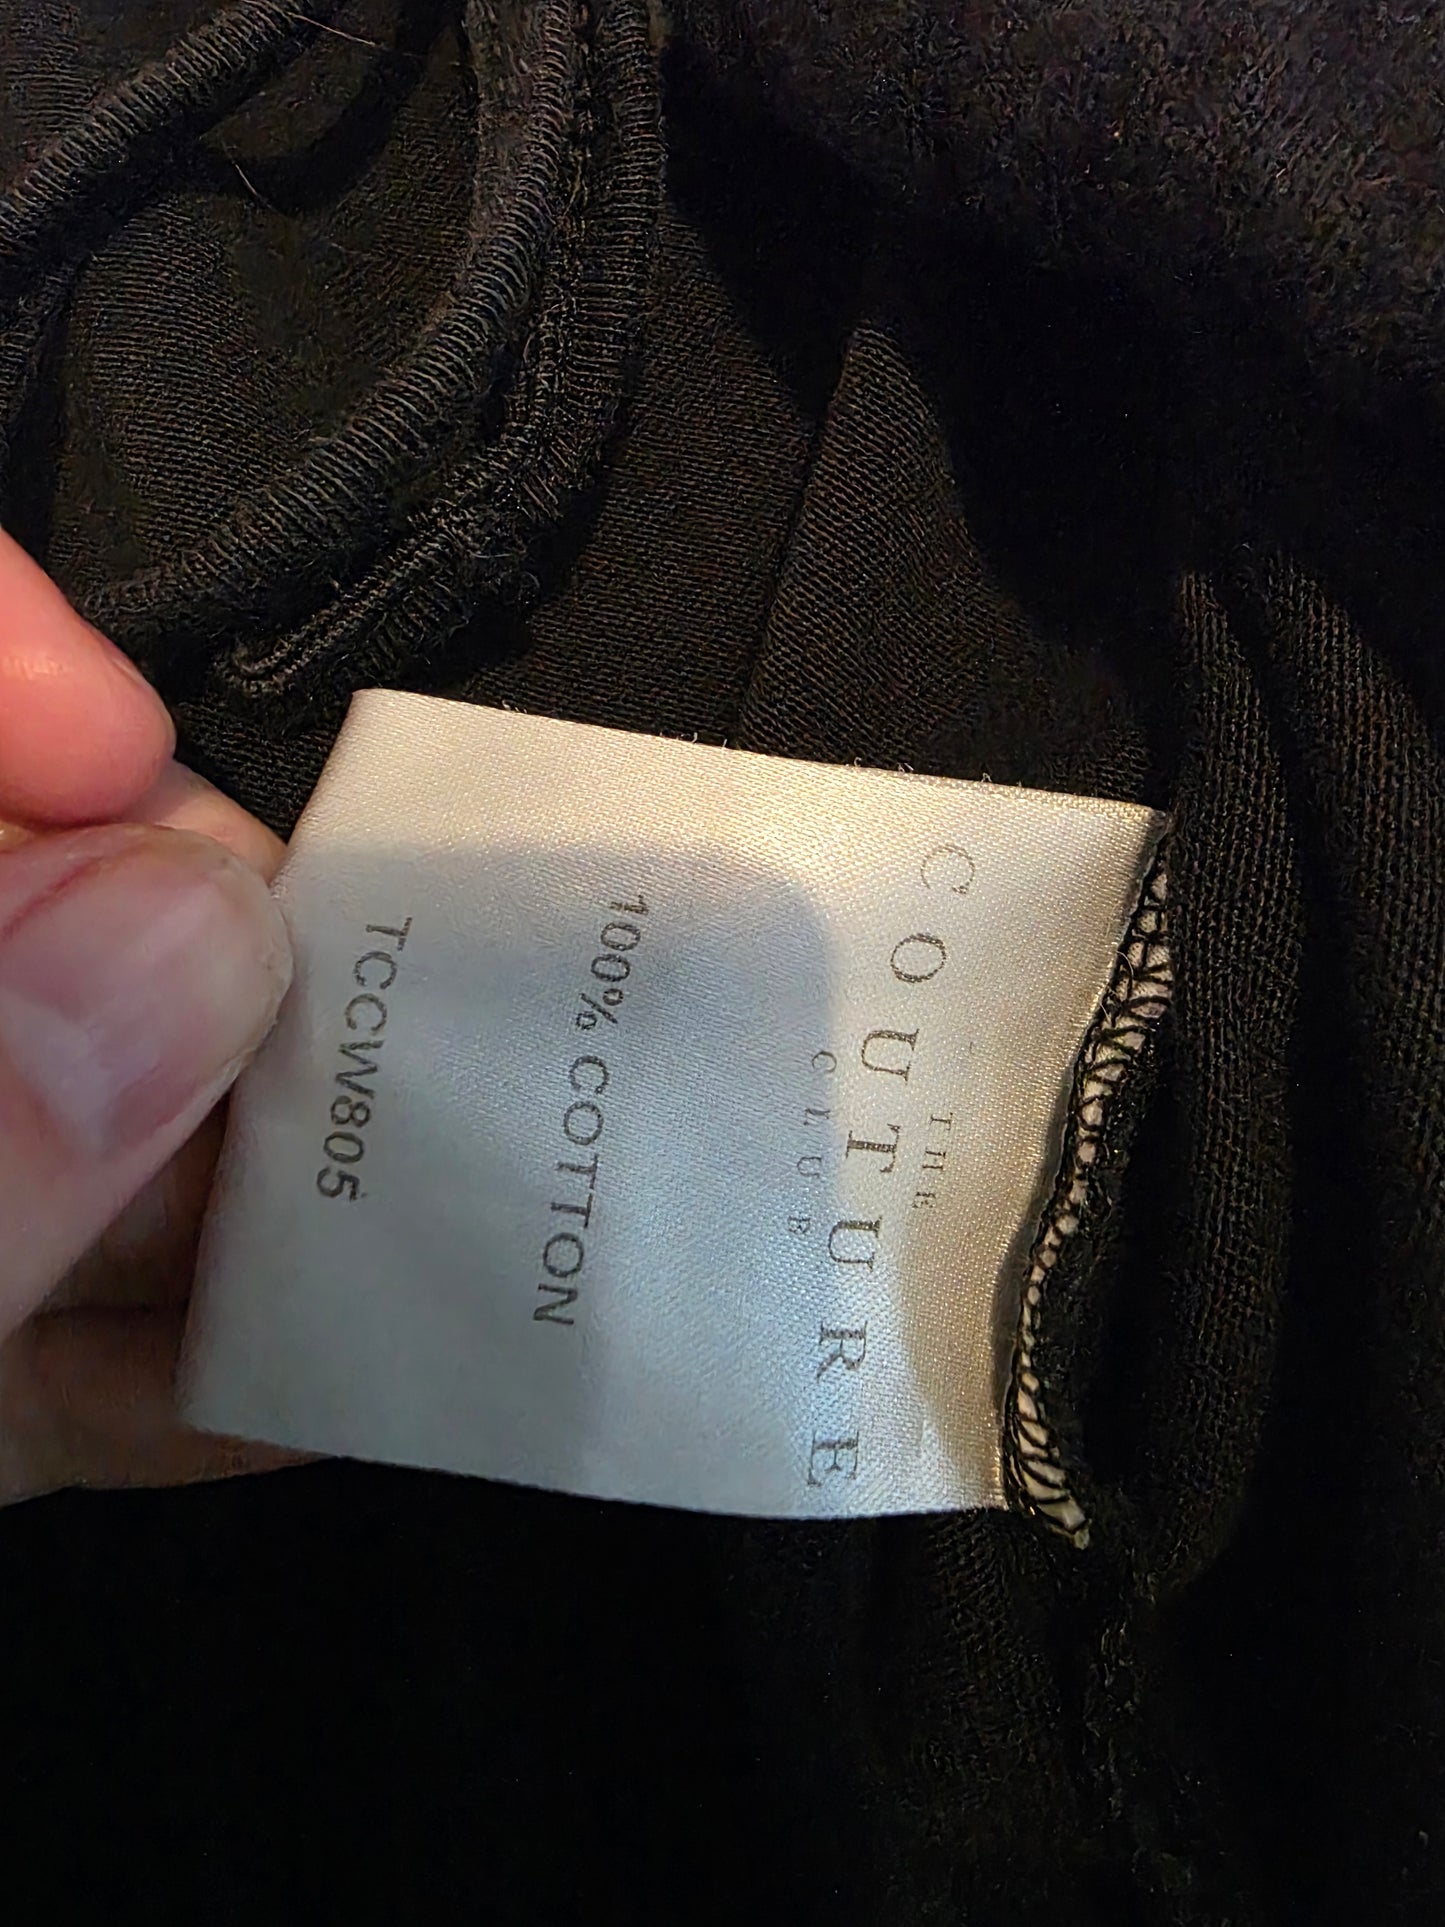 THE
COUTURE
CLUB
100% COTTON
TCCW805